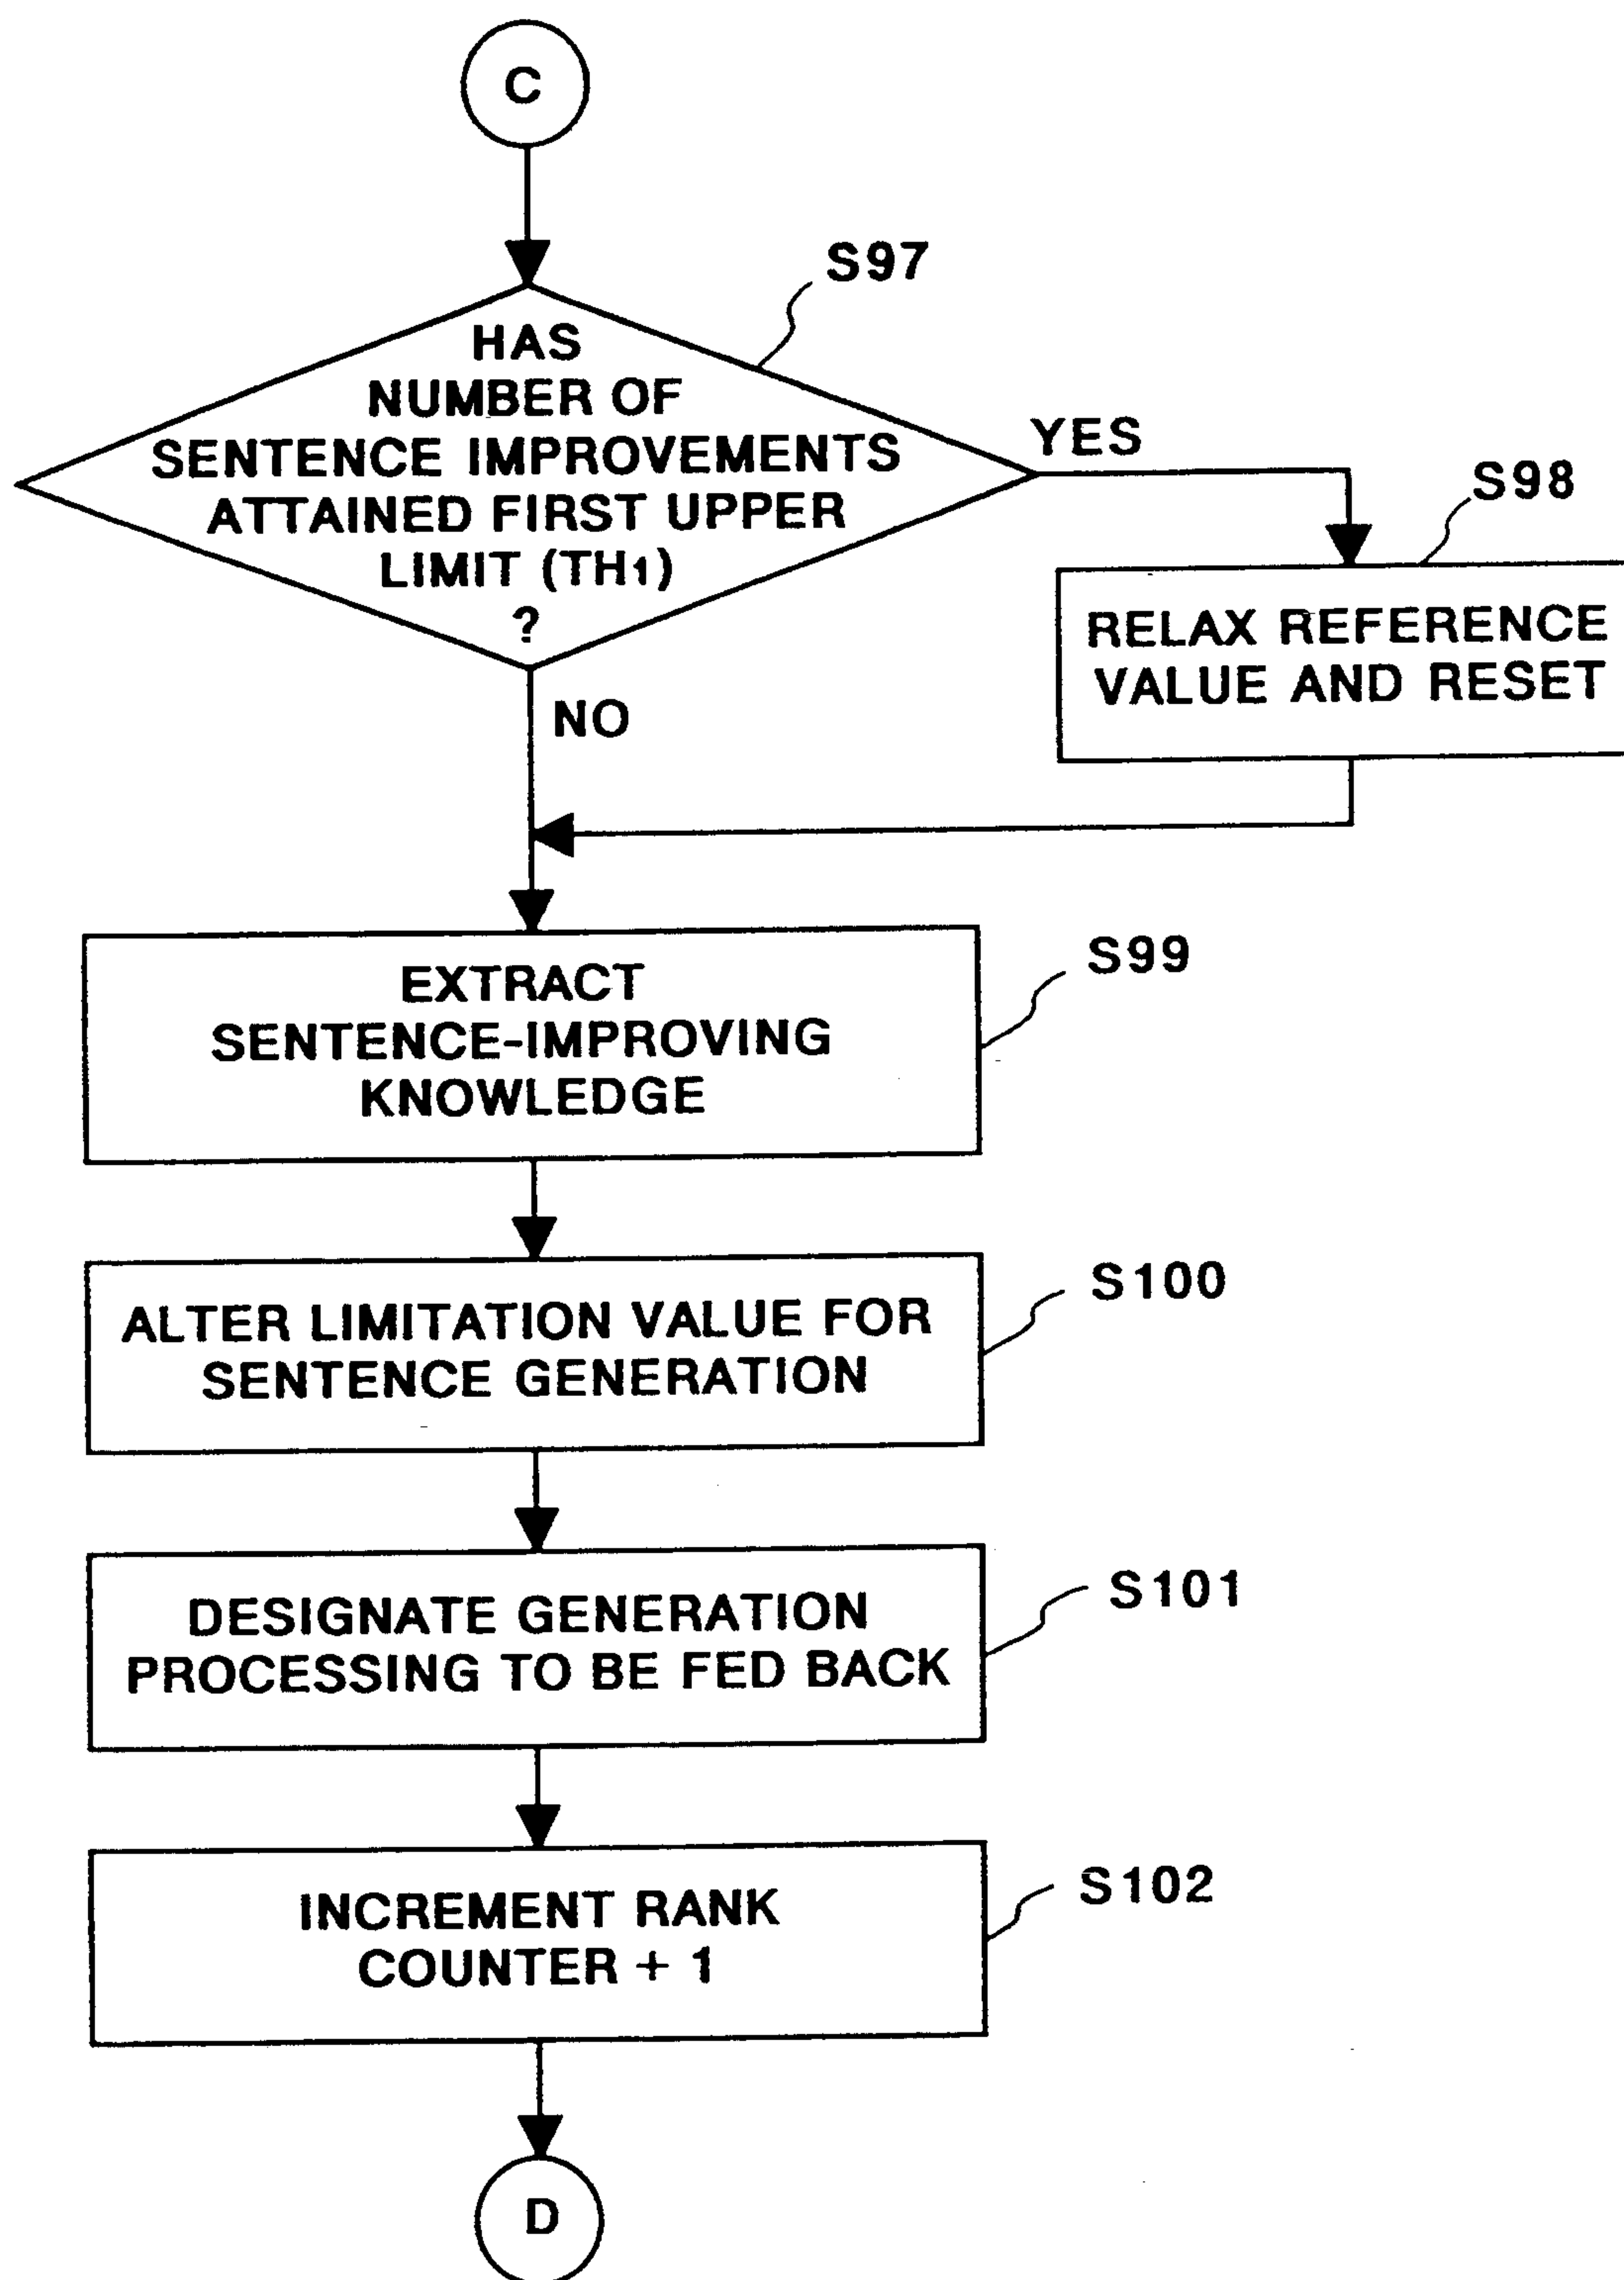 C
S97
HAS
NUMBER OF
SENTENCE IMPROVEMENTS
ATTAINED FIRST UPPER
LIMIT (TH1)
?
YES
S98
RELAX REFERENCE
VALUE AND RESET
NO
S99
EXTRACT
SENTENCE-IMPROVING
KNOWLEDGE
S100
ALTER LIMITATION VALUE FOR
SENTENCE GENERATION
S101
DESIGNATE GENERATION
PROCESSING TO BE FED BACK
S102
INCREMENT RANK
COUNTER + 1
D